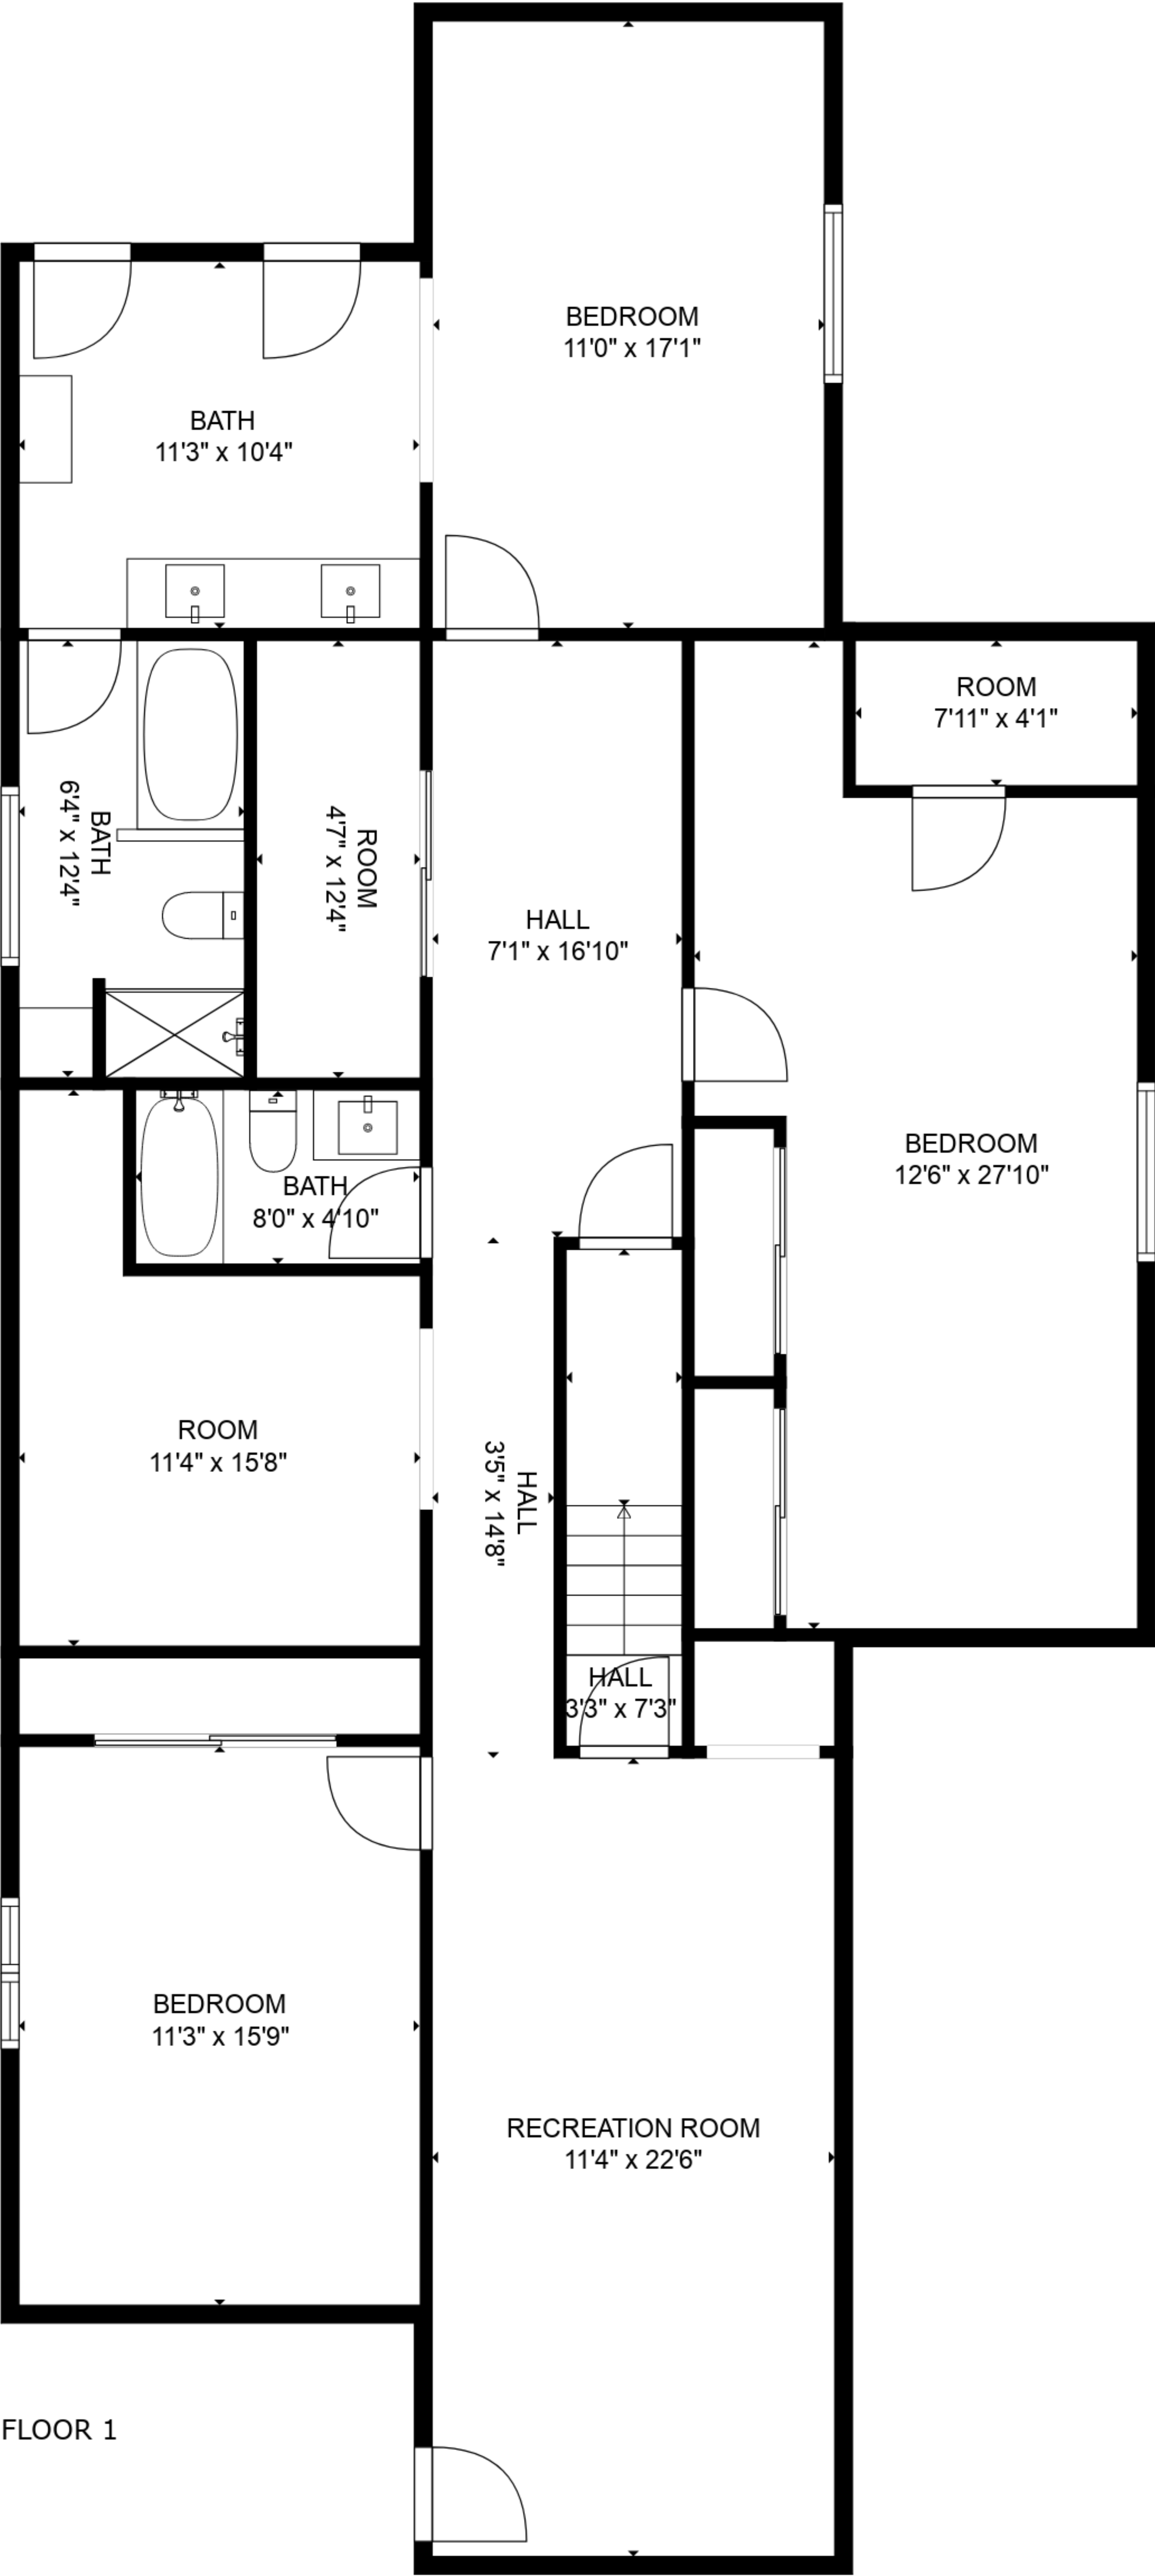 BEDROOM
11'0" x 17'1"
BATH
11'3" x 10'4"
ROOM
7'11" x 4'1"
BATH
6'4" x 12'4"
ROOM
4'7" x 12'4"
HALL
7'1" x 16'10"
BEDROOM
12'6" x 27'10"
BATH
8'0" x 4'10"
ROOM
11'4" x 15'8"
HALL
3'5" x 14'8"
HALL
3'3" x 7'3"
BEDROOM
11'3" x 15'9"
RECREATION ROOM
11'4" x 22'6"
FLOOR 1